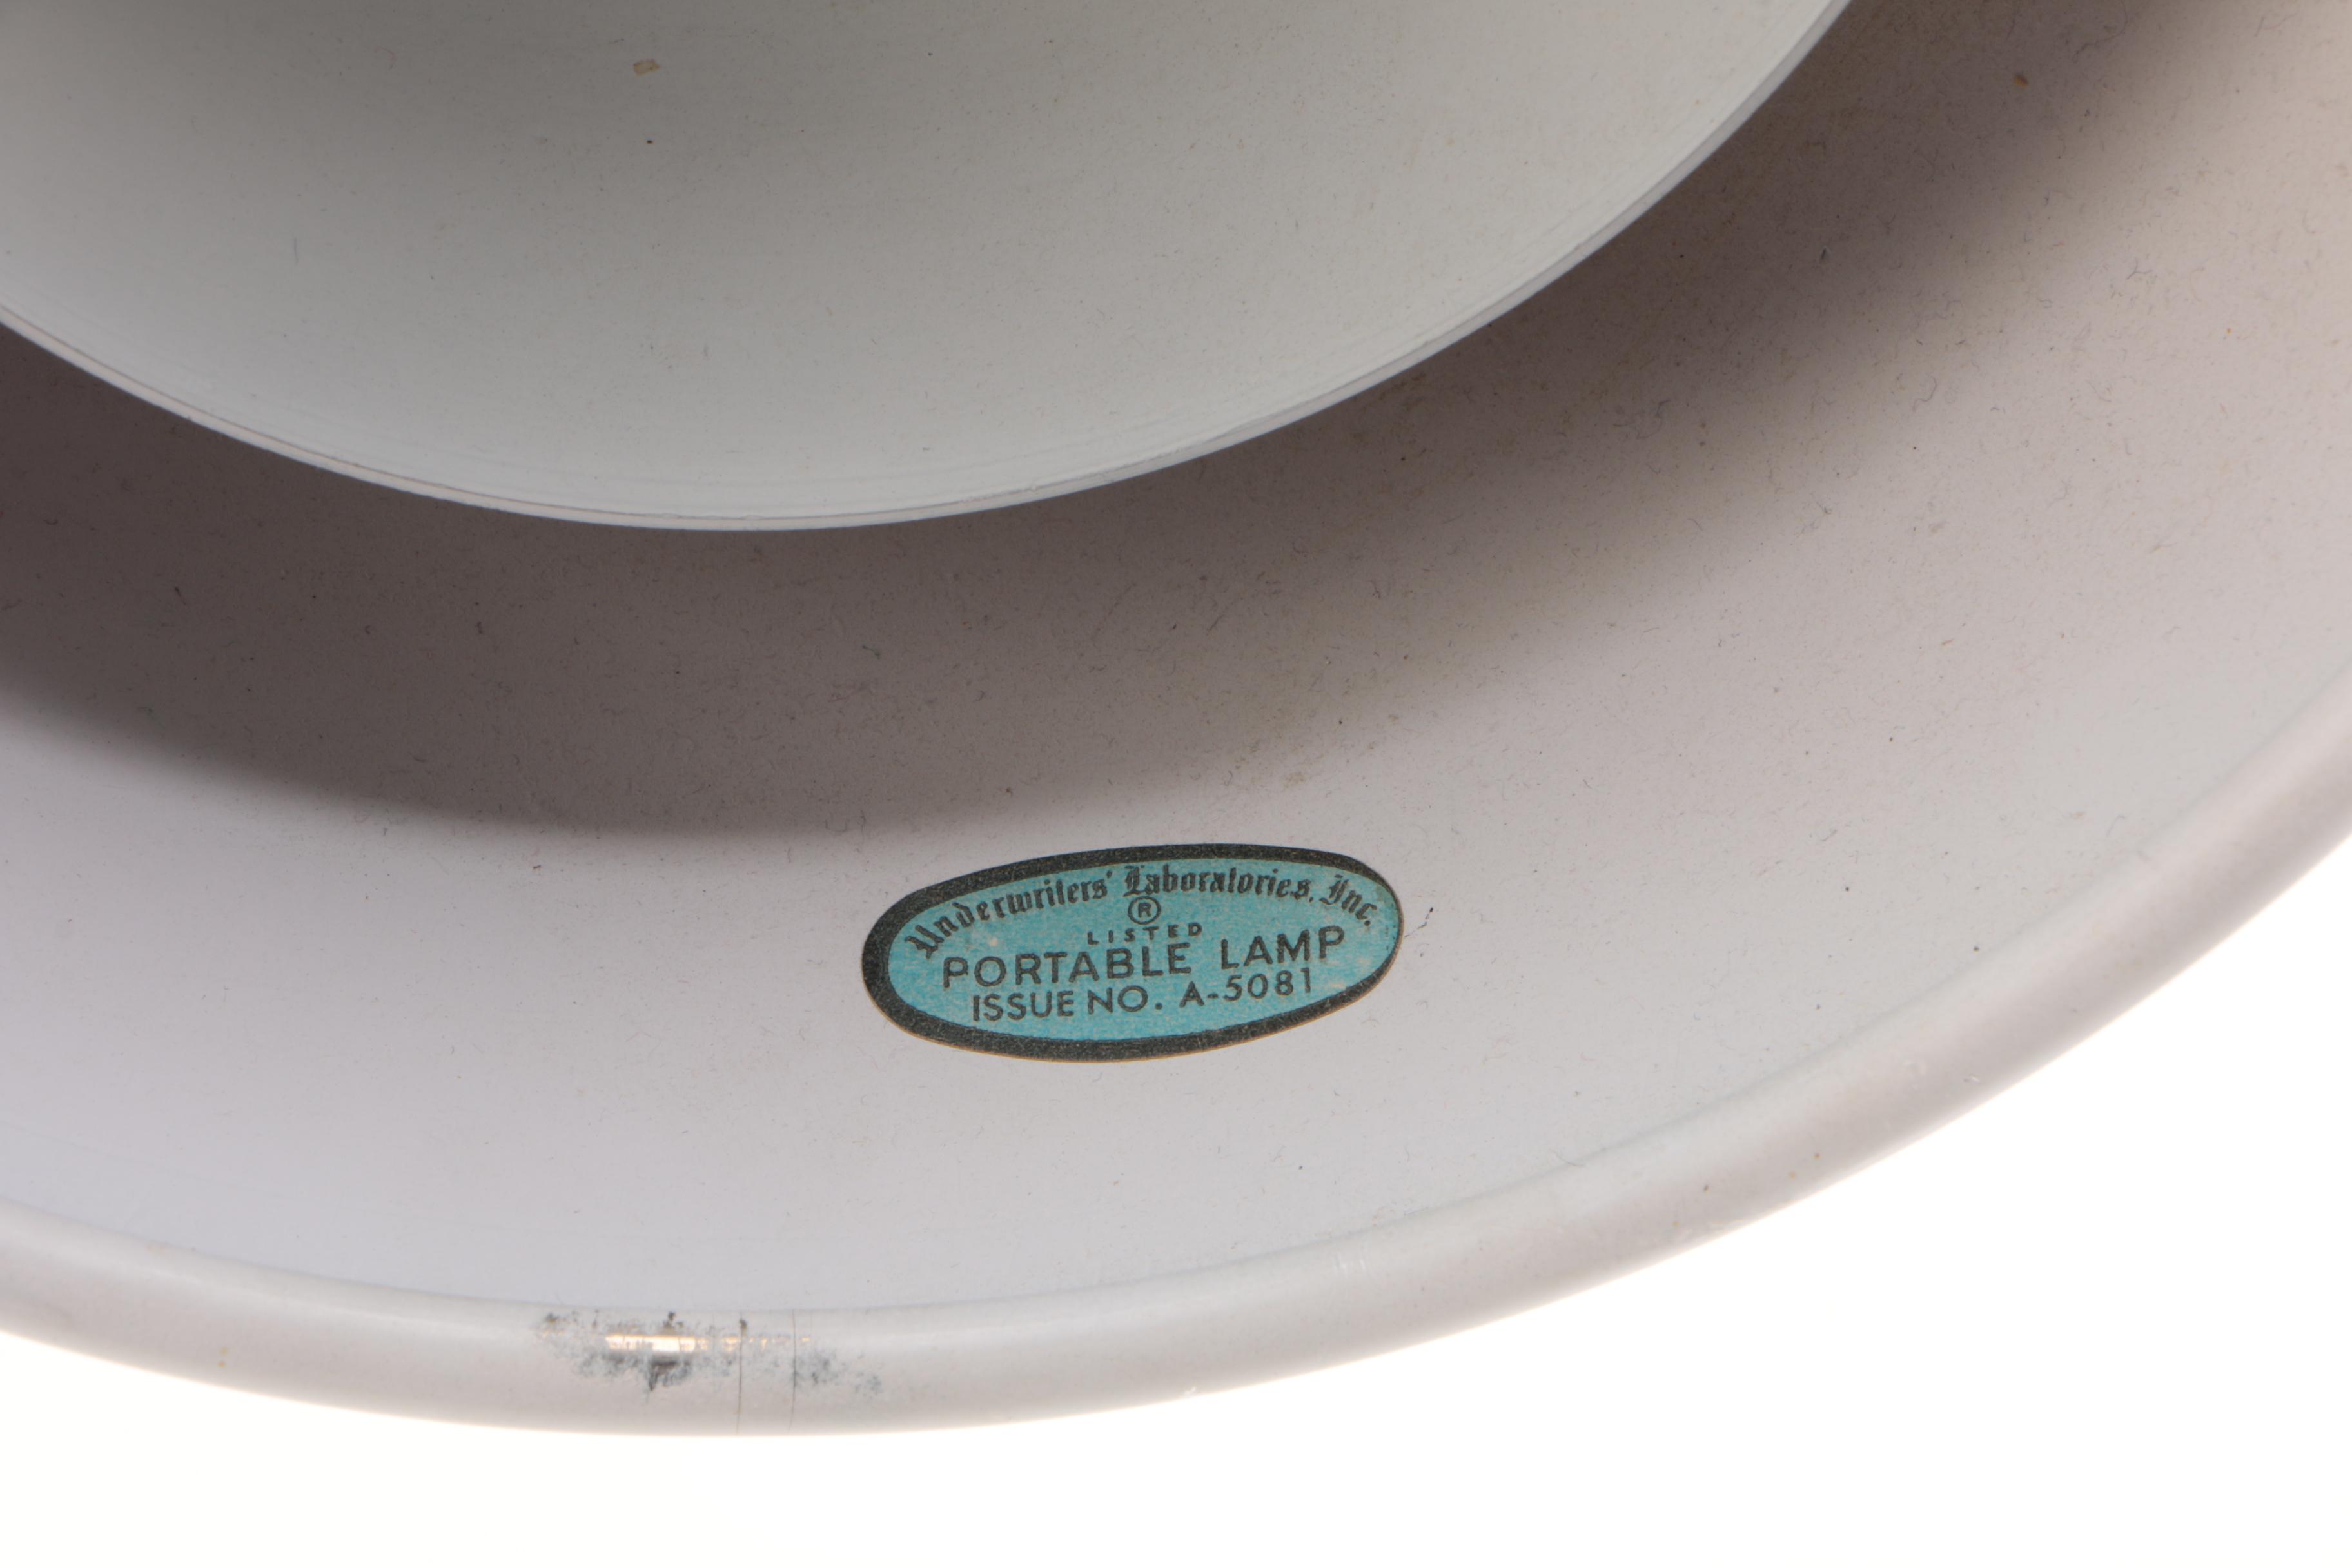 Underwriters' Laboratories, Inc.
®
LISTED
PORTABLE LAMP
ISSUE NO. A-5081